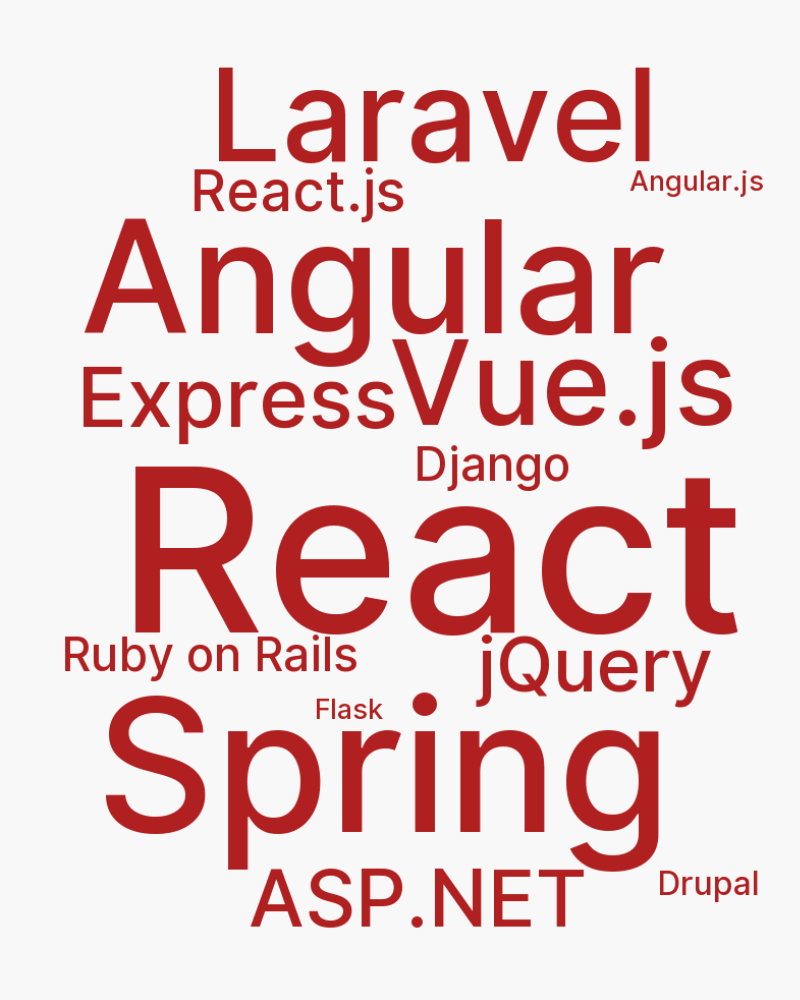 Laravel
React.js
Angular.js
Angular
Vue.js
Express
Django
React
Ruby on Rails
jQuery
Flask
Spring
ASP.NET
Drupal